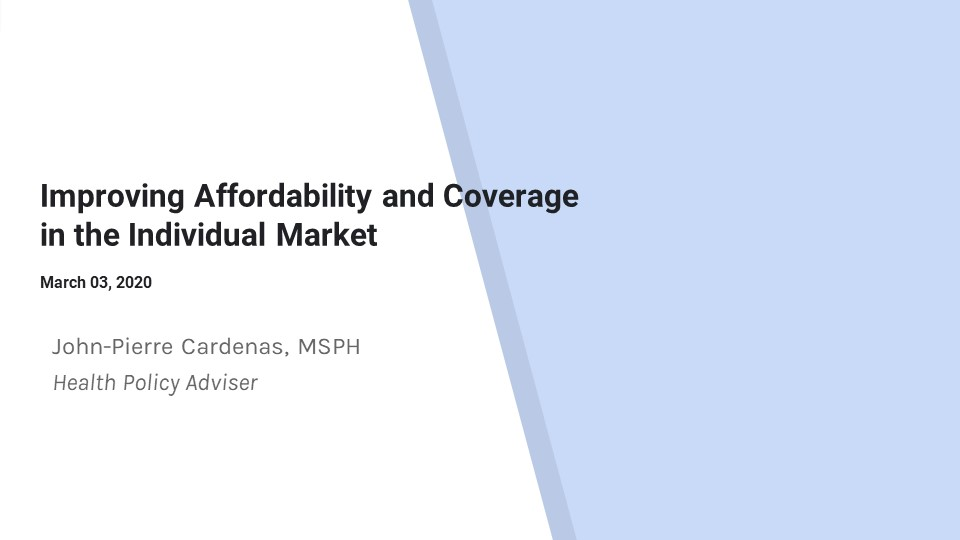 Improving Affordability and Coverage
in the Individual Market
March 03, 2020
John-Pierre Cardenas, MSPH
Health Policy Adviser